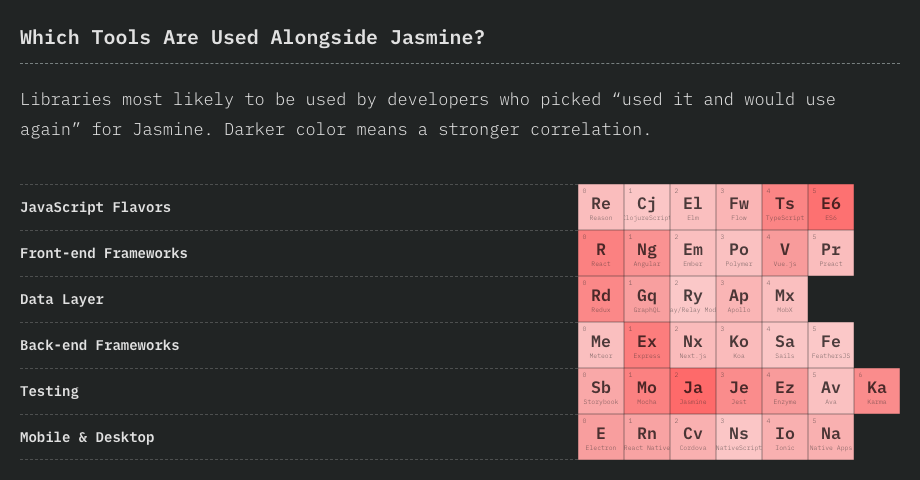 Which Tools Are Used Alongside Jasmine?
Libraries most likely to be used by developers who picked “used it and would use
again” for Jasmine. Darker color means a stronger correlation.
JavaScript Flavors
0 1 2 3 4 5
Re Cj El Fw Ts E6
Reason lojureScript Elm Flow TypeScript ES6
Front-end Frameworks
0 1 2 3 4 5
R Ng Em Po V Pr
React Angular Ember Polymer Vue.js Preact
Data Layer
0 1 2 3 4
Rd Gq Ry Ap Mx
Redux GraphQL ay/Relay Mod Apollo MobX
Back-end Frameworks
0 1 2 3 4 5
Me Ex Nx Ko Sa Fe
Meteor Express Next.js Koa Sails FeathersJS
Testing
0 1 2 3 4 5 6
Sb Mo Ja Je Ez Av Ka
Storybook Mocha Jasmine Jest Enzyme Ava Karma
Mobile & Desktop
0 1 2 3 4 5
E Rn Cv Ns Io Na
Electron React Native Cordova NativeScript Ionic Native Apps